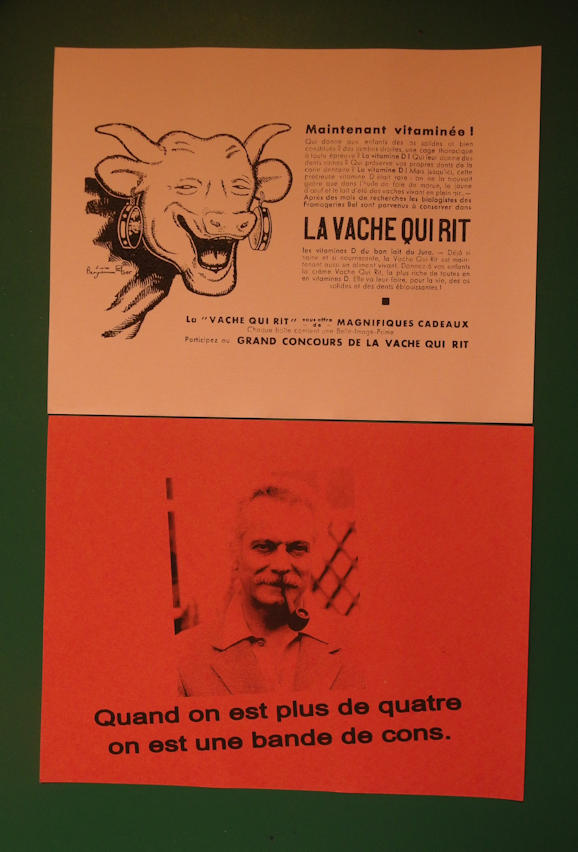 Maintenant vitaminée !
Qui donne aux enfants des os solides et bien
constitués ? des jambes droites, une cage thoracique
à toute épreuve ? La vitamine D ! Qui leur donne des
dents saines ? Qui préserve vos propres dents de la
carie dentaire ? La vitamine D ! Mais jusqu'ici, cette
précieuse vitamine D était rare : on ne la trouvait
guère que dans l'huile de foie de morue, le jaune
d'œuf et le lait d'été des vaches vivant en plein air. —
Après des mois de recherches les biologistes des
Fromageries Bel sont parvenus à conserver dans
LA VACHE QUI RIT
les vitamines D du bon lait du Jura. — Déjà si
saine et si nourrissante, la Vache Qui Rit est main-
tenant aussi un aliment vivant. Donnez à vos enfants
la crème Vache Qui Rit, la plus riche de toutes en
en vitamines D. Elle va leur faire, pour la vie, des os
solides et des dents éblouissantes !
Benjamin Rabier
La "VACHE QUI RIT" vous offre de MAGNIFIQUES CADEAUX
Chaque boîte contient une Belle-Image-Prime
Participez au GRAND CONCOURS DE LA VACHE QUI RIT
Quand on est plus de quatre
on est une bande de cons.